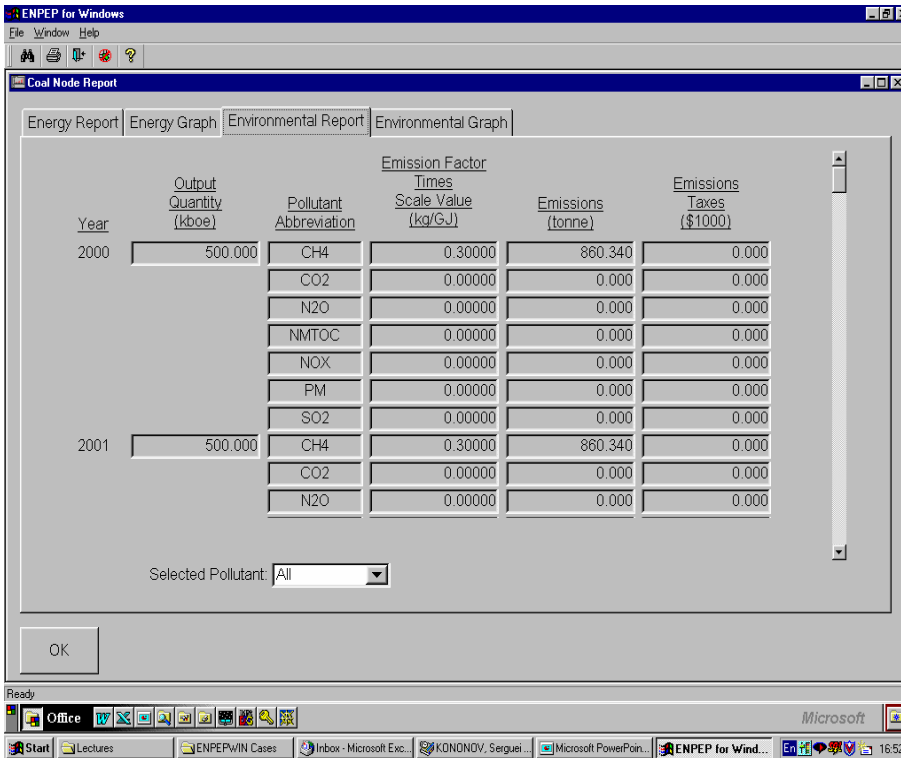 ENPEP for Windows
File Window Help
Coal Node Report
Energy Report Energy Graph Environmental Report Environmental Graph
Year
Output Quantity (kboe)
Pollutant Abbreviation
Emission Factor Times Scale Value (kg/GJ)
Emissions (tonne)
Emissions Taxes ($1000)
2000 500.000 CH4 0.30000 860.340 0.000
CO2 0.00000 0.000 0.000
N2O 0.00000 0.000 0.000
NMTOC 0.00000 0.000 0.000
NOX 0.00000 0.000 0.000
PM 0.00000 0.000 0.000
SO2 0.00000 0.000 0.000
2001 500.000 CH4 0.30000 860.340 0.000
CO2 0.00000 0.000 0.000
N2O 0.00000 0.000 0.000
Selected Pollutant: All
OK
Ready
Office Microsoft
Start Lectures ENPEPWIN Cases Inbox - Microsoft Exc... KONONOV, Serguei ... Microsoft PowerPoin... ENPEP for Wind... En 16:52